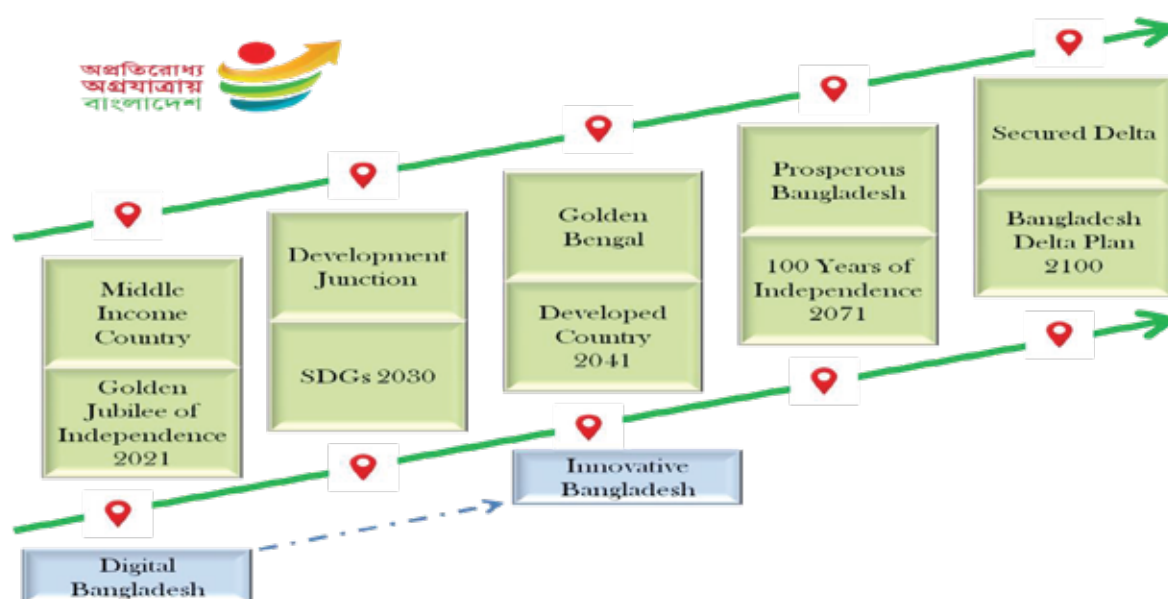 অপ্রতিরোধ্য
অগ্রযাত্রায়
বাংলাদেশ
Middle
Income
Country
Golden
Jubilee of
Independence
2021
Development
Junction
SDGs 2030
Golden
Bengal
Developed
Country
2041
Prosperous
Bangladesh
100 Years of
Independence
2071
Secured Delta
Bangladesh
Delta Plan
2100
Digital
Bangladesh
Innovative
Bangladesh